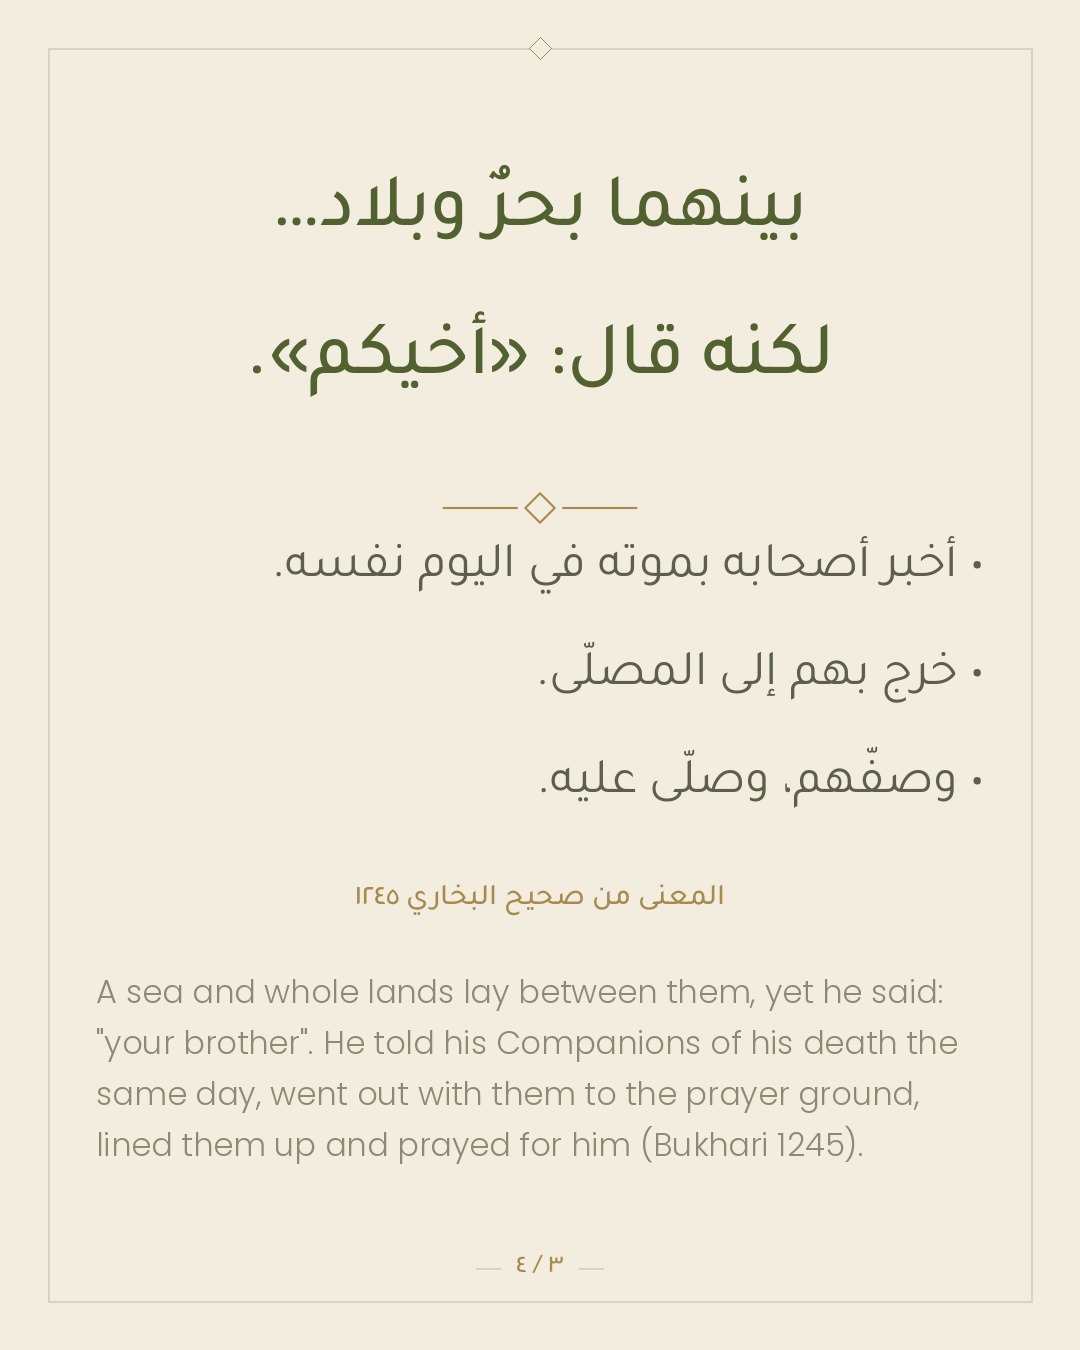 بينهما بحرٌ وبلاد...
لكنه قال: «أخيكم».
• أخبر أصحابه بموته في اليوم نفسه.
• خرج بهم إلى المصلّى.
• وصفّهم، وصلّى عليه.
المعنى من صحيح البخاري ١٢٤٥
A sea and whole lands lay between them, yet he said:
"your brother". He told his Companions of his death the
same day, went out with them to the prayer ground,
lined them up and prayed for him (Bukhari 1245).
٣ / ٤